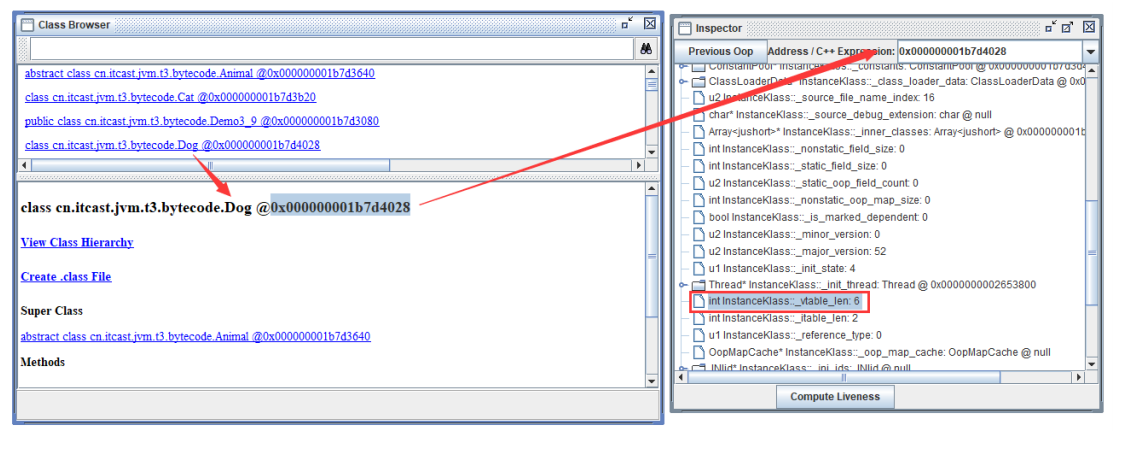 Class Browser
abstract class cn.itcast.jvm.t3.bytecode.Animal @0x000000001b7d3640
class cn.itcast.jvm.t3.bytecode.Cat @0x000000001b7d3b20
public class cn.itcast.jvm.t3.bytecode.Demo3_9 @0x000000001b7d3080
class cn.itcast.jvm.t3.bytecode.Dog @0x000000001b7d4028
class cn.itcast.jvm.t3.bytecode.Dog @0x000000001b7d4028
View Class Hierarchy
Create .class File
Super Class
abstract class cn.itcast.jvm.t3.bytecode.Animal @0x000000001b7d3640
Methods
Inspector
Previous Oop Address / C++ Expression: 0x000000001b7d4028
ConstantPool* InstanceKlass::_constants: ConstantPool @
ClassLoaderData* InstanceKlass::_class_loader_data: ClassLoaderData @ 0x0
u2 InstanceKlass::_source_file_name_index: 16
char* InstanceKlass::_source_debug_extension: char @ null
Array<jushort>* InstanceKlass::_inner_classes: Array<jushort> @ 0x000000001b
int InstanceKlass::_nonstatic_field_size: 0
int InstanceKlass::_static_field_size: 0
u2 InstanceKlass::_static_oop_field_count: 0
int InstanceKlass::_nonstatic_oop_map_size: 0
bool InstanceKlass::_is_marked_dependent: 0
u2 InstanceKlass::_minor_version: 0
u2 InstanceKlass::_major_version: 52
u1 InstanceKlass::_init_state: 4
Thread* InstanceKlass::_init_thread: Thread @ 0x0000000002653800
int InstanceKlass::_vtable_len: 6
int InstanceKlass::_itable_len: 2
u1 InstanceKlass::_reference_type: 0
OopMapCache* InstanceKlass::_oop_map_cache: OopMapCache @ null
InstanceKlass::_jni_ids: JNIid @ null
Compute Liveness